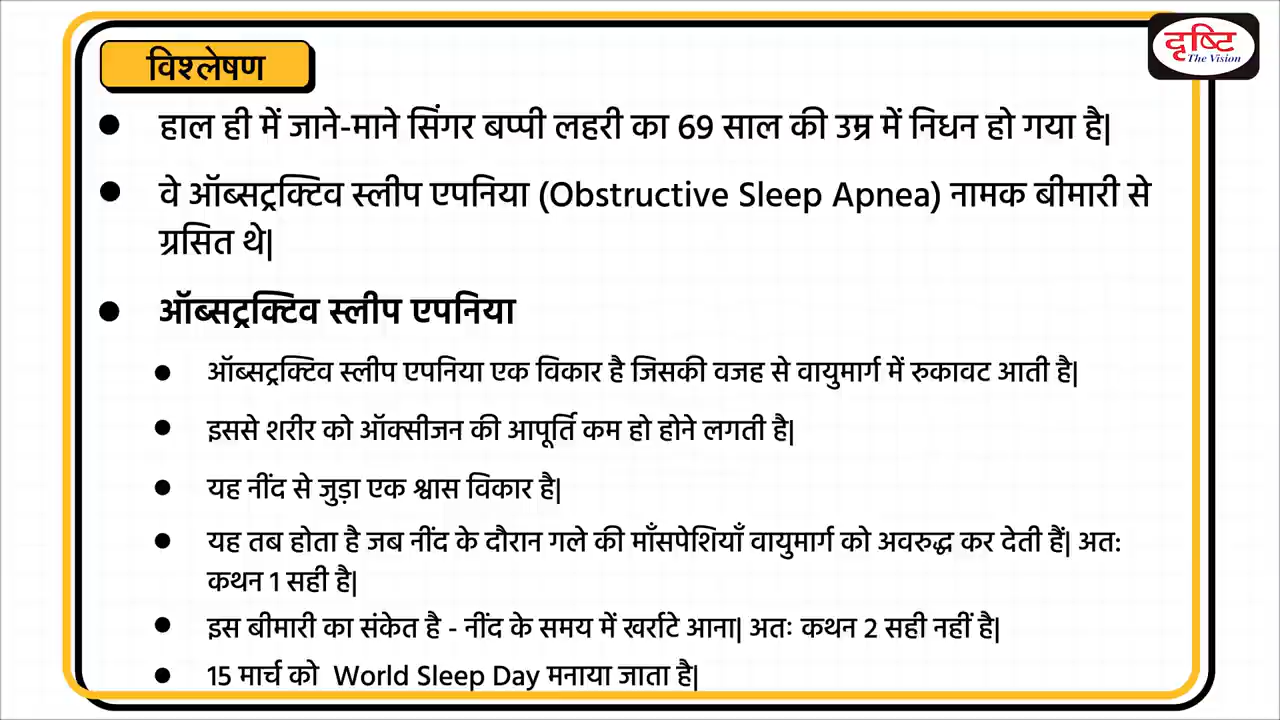 दृष्टि
The Vision
विश्लेषण
हाल ही में जाने-माने सिंगर बप्पी लहरी का 69 साल की उम्र में निधन हो गया है|
वे ऑब्सट्रक्टिव स्लीप एपनिया (Obstructive Sleep Apnea) नामक बीमारी से
ग्रसित थे|
ऑब्सट्रक्टिव स्लीप एपनिया
ऑब्सट्रक्टिव स्लीप एपनिया एक विकार है जिसकी वजह से वायुमार्ग में रुकावट आती है|
इससे शरीर को ऑक्सीजन की आपूर्ति कम हो होने लगती है|
यह नींद से जुड़ा एक श्वास विकार है|
यह तब होता है जब नींद के दौरान गले की माँसपेशियाँ वायुमार्ग को अवरुद्ध कर देती हैं| अत:
कथन 1 सही है|
इस बीमारी का संकेत है - नींद के समय में खर्राटे आना| अतः कथन 2 सही नहीं है|
15 मार्च को World Sleep Day मनाया जाता है|